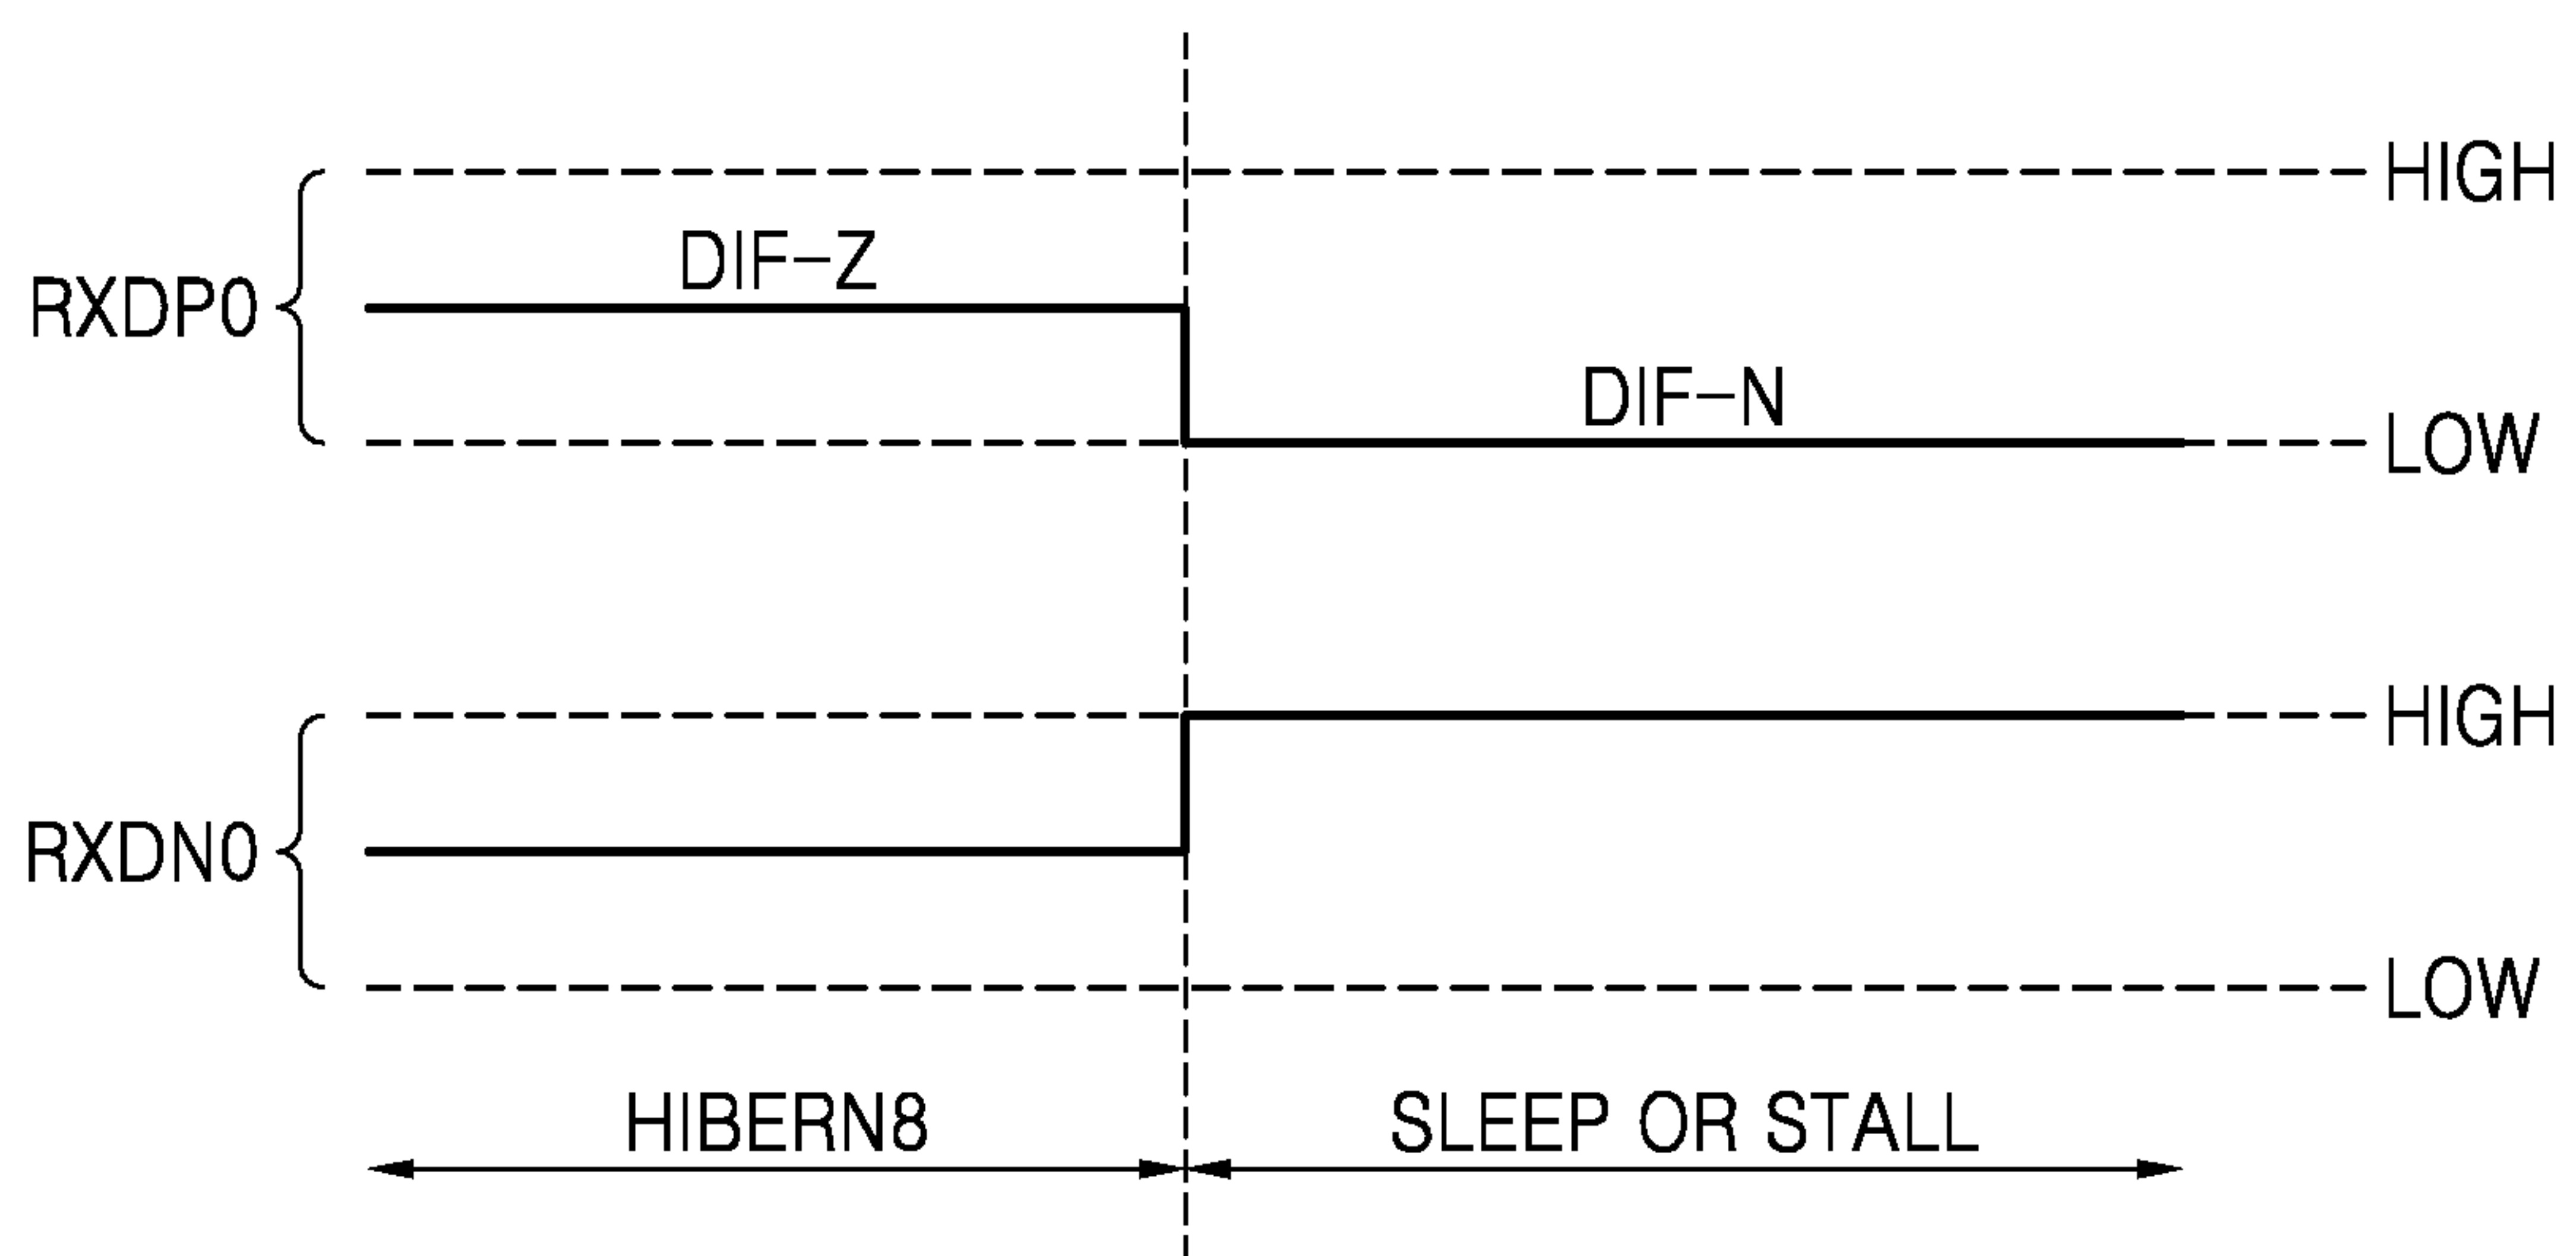 HIGH
DIF-Z
RXDP0
DIF-N
LOW
HIGH
RXDN0
LOW
HIBERN8
SLEEP OR STALL